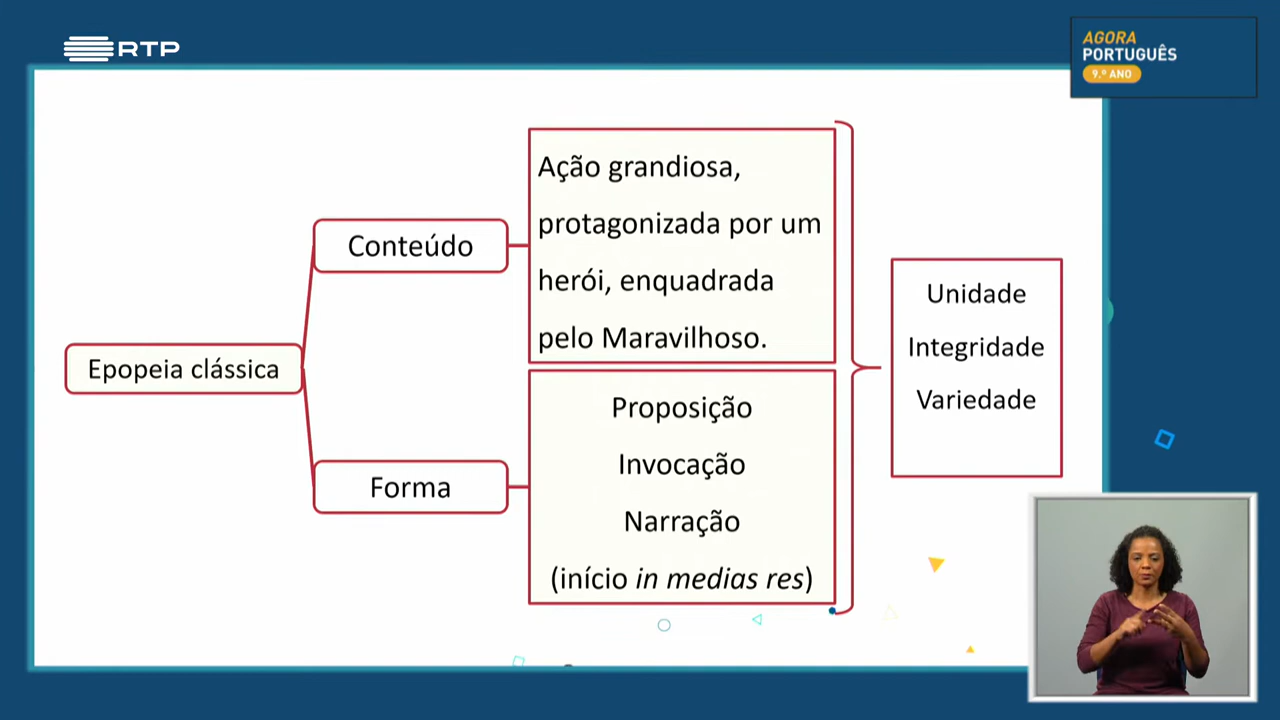 RTP
AGORA
PORTUGUÊS
9.º ANO
Epopeia clássica
Conteúdo
Ação grandiosa,
protagonizada por um
herói, enquadrada
pelo Maravilhoso.
Forma
Proposição
Invocação
Narração
(início in medias res)
Unidade
Integridade
Variedade